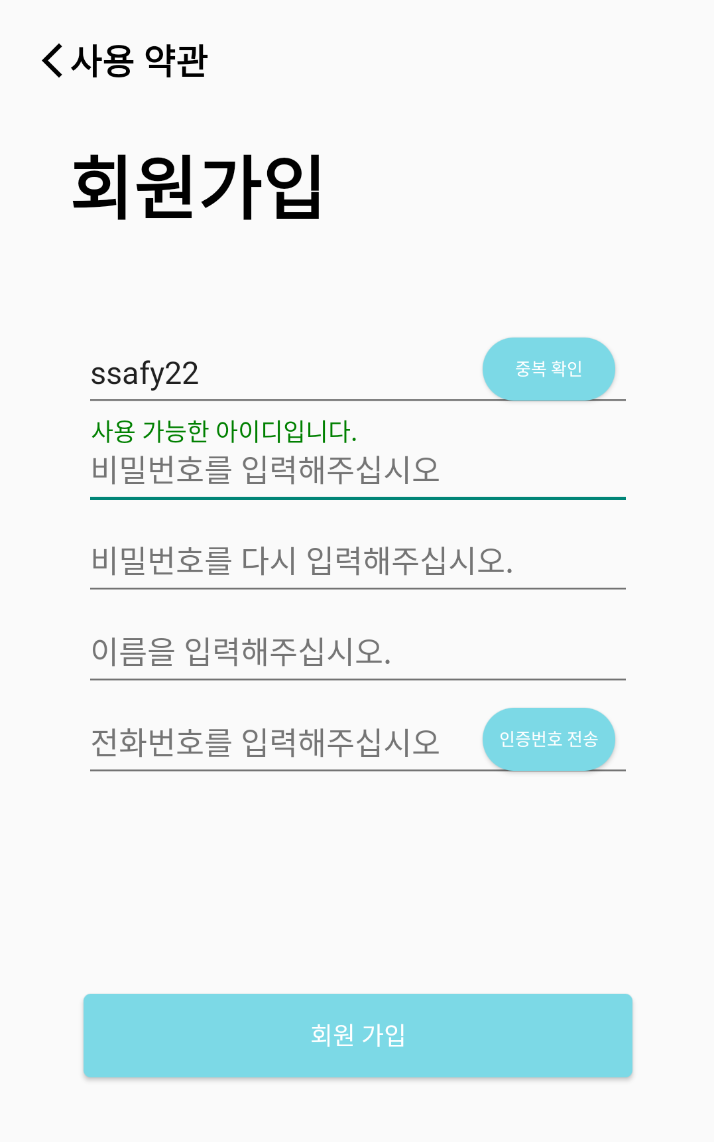 사용 약관
회원가입
ssafy22
중복 확인
사용 가능한 아이디입니다.
비밀번호를 입력해주십시오
비밀번호를 다시 입력해주십시오.
이름을 입력해주십시오.
전화번호를 입력해주십시오
인증번호 전송
회원 가입